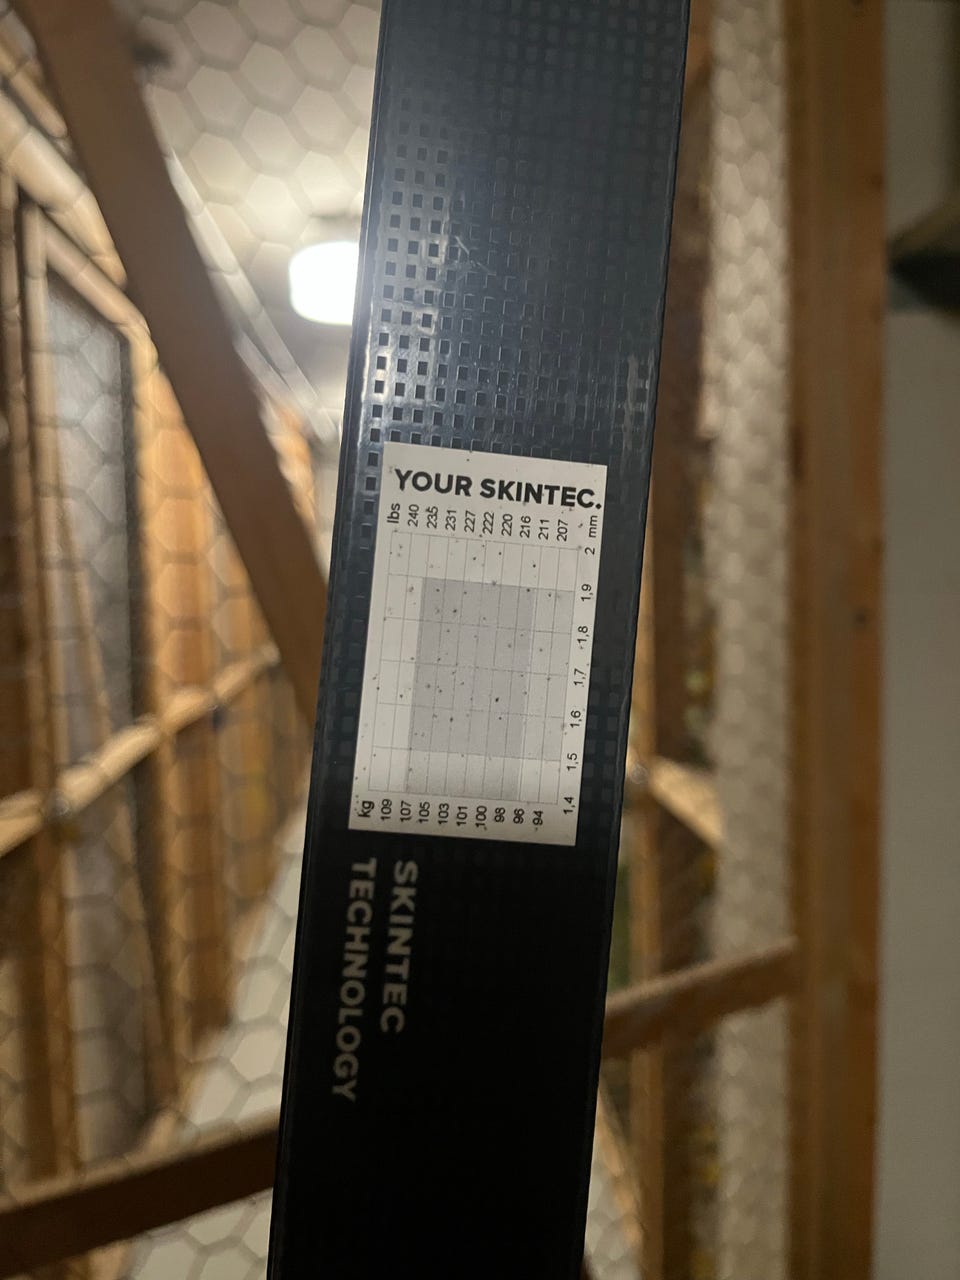 YOUR SKINTEC.
lbs 240 235 231 227 222 220 216 211 207
2 mm
1,9
1,8
1,7
1,6
1,5
1,4
kg 109 107 105 103 101 100 98 96 94
SKINTEC
TECHNOLOGY